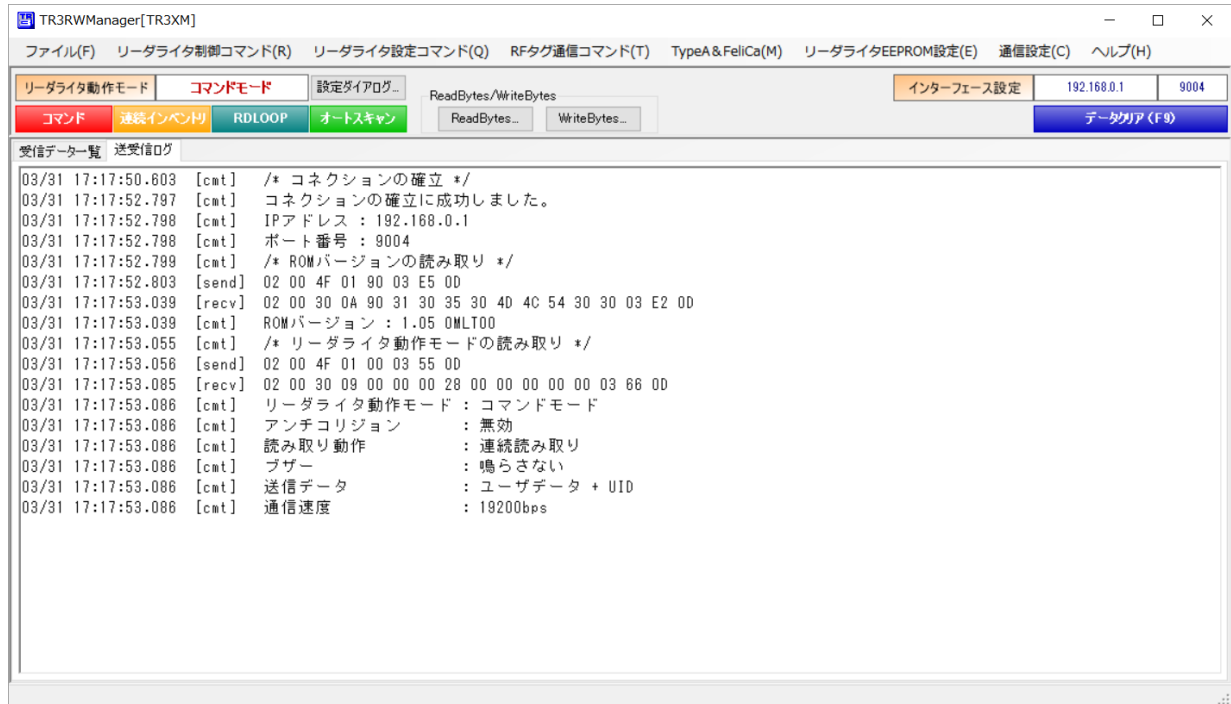 TR3RWManager[TR3XM]
ファイル(F) リーダライタ制御コマンド(R) リーダライタ設定コマンド(Q) RFタグ通信コマンド(T) TypeA&FeliCa(M) リーダライタEEPROM設定(E) 通信設定(C) ヘルプ(H)
リーダライタ動作モード コマンドモード 設定ダイアログ... ReadBytes/WriteBytes インターフェース設定 192.168.0.1 9004
コマンド 連続インベントリ RDLOOP オートスキャン ReadBytes... WriteBytes... データクリア(F9)
受信データ一覧 送受信ログ
03/31 17:17:50.603 [cmt] /* コネクションの確立 */
03/31 17:17:52.797 [cmt] コネクションの確立に成功しました。
03/31 17:17:52.798 [cmt] IPアドレス : 192.168.0.1
03/31 17:17:52.798 [cmt] ポート番号 : 9004
03/31 17:17:52.799 [cmt] /* ROMバージョンの読み取り */
03/31 17:17:52.803 [send] 02 00 4F 01 90 03 E5 0D
03/31 17:17:53.039 [recv] 02 00 30 0A 90 31 30 35 30 4D 4C 54 30 30 03 E2 0D
03/31 17:17:53.039 [cmt] ROMバージョン : 1.05 0MLT00
03/31 17:17:53.055 [cmt] /* リーダライタ動作モードの読み取り */
03/31 17:17:53.056 [send] 02 00 4F 01 00 03 55 0D
03/31 17:17:53.085 [recv] 02 00 30 09 00 00 00 28 00 00 00 00 00 03 66 0D
03/31 17:17:53.086 [cmt] リーダライタ動作モード : コマンドモード
03/31 17:17:53.086 [cmt] アンチコリジョン : 無効
03/31 17:17:53.086 [cmt] 読み取り動作 : 連続読み取り
03/31 17:17:53.086 [cmt] ブザー : 鳴らさない
03/31 17:17:53.086 [cmt] 送信データ : ユーザデータ + UID
03/31 17:17:53.086 [cmt] 通信速度 : 19200bps